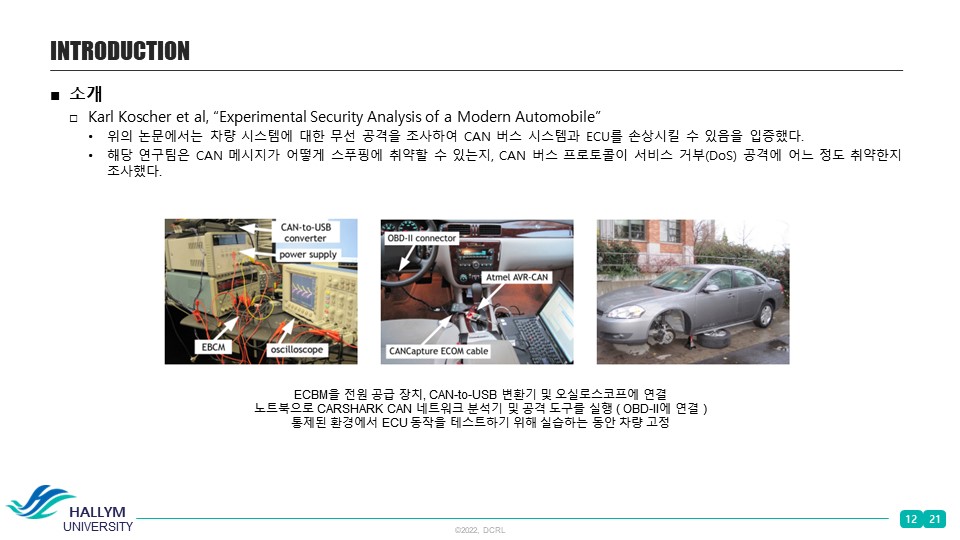 INTRODUCTION
■ 소개
□ Karl Koscher et al, “Experimental Security Analysis of a Modern Automobile”
• 위의 논문에서는 차량 시스템에 대한 무선 공격을 조사하여 CAN 버스 시스템과 ECU를 손상시킬 수 있음을 입증했다.
• 해당 연구팀은 CAN 메시지가 어떻게 스푸핑에 취약할 수 있는지, CAN 버스 프로토콜이 서비스 거부(DoS) 공격에 어느 정도 취약한지
조사했다.
CAN-to-USB
converter
power supply
EBCM
oscilloscope
OBD-II connector
Atmel AVR-CAN
CANCapture ECOM cable
ECBM을 전원 공급 장치, CAN-to-USB 변환기 및 오실로스코프에 연결
노트북으로 CARSHARK CAN 네트워크 분석기 및 공격 도구를 실행 ( OBD-II에 연결 )
통제된 환경에서 ECU 동작을 테스트하기 위해 실습하는 동안 차량 고정
HALLYM
UNIVERSITY
©2022, DCRL
12 21